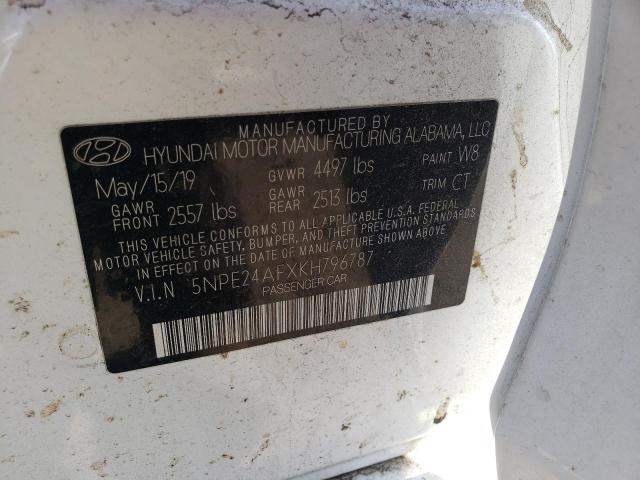 MANUFACTURED BY
HYUNDAI MOTOR MANUFACTURING ALABAMA, LLC
May/15/19 GVWR 4497 lbs PAINT W8
GAWR FRONT 2557 lbs GAWR REAR 2513 lbs TRIM CT
THIS VEHICLE CONFORMS TO ALL APPLICABLE U.S.A. FEDERAL
MOTOR VEHICLE SAFETY, BUMPER, AND THEFT PREVENTION STANDARDS
IN EFFECT ON THE DATE OF MANUFACTURE SHOWN ABOVE.
V.I.N 5NPE24AFXKH796787
PASSENGER CAR